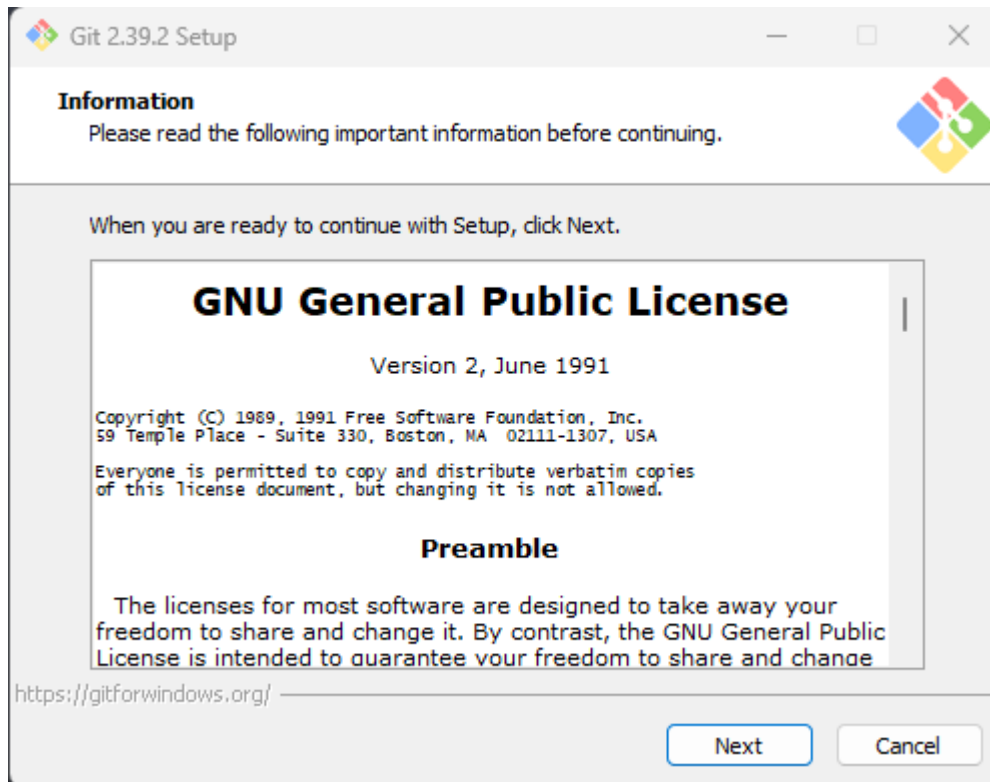 Git 2.39.2 Setup
Information
Please read the following important information before continuing.
When you are ready to continue with Setup, click Next.
GNU General Public License
Version 2, June 1991
Copyright (C) 1989, 1991 Free Software Foundation, Inc.
59 Temple Place - Suite 330, Boston, MA  02111-1307, USA
Everyone is permitted to copy and distribute verbatim copies
of this license document, but changing it is not allowed.
Preamble
The licenses for most software are designed to take away your
freedom to share and change it. By contrast, the GNU General Public
License is intended to guarantee your freedom to share and change
https://gitforwindows.org/
Next
Cancel